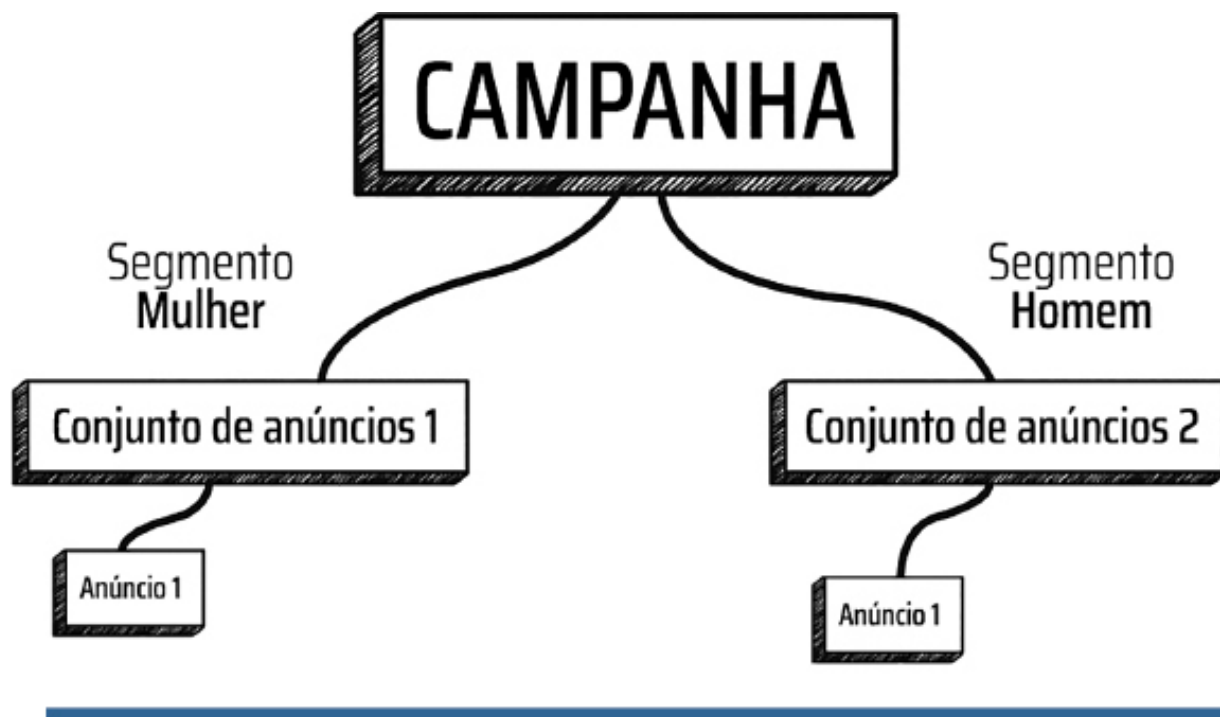 CAMPANHA
Segmento
Mulher
Segmento
Homem
Conjunto de anúncios 1
Conjunto de anúncios 2
Anúncio 1
Anúncio 1